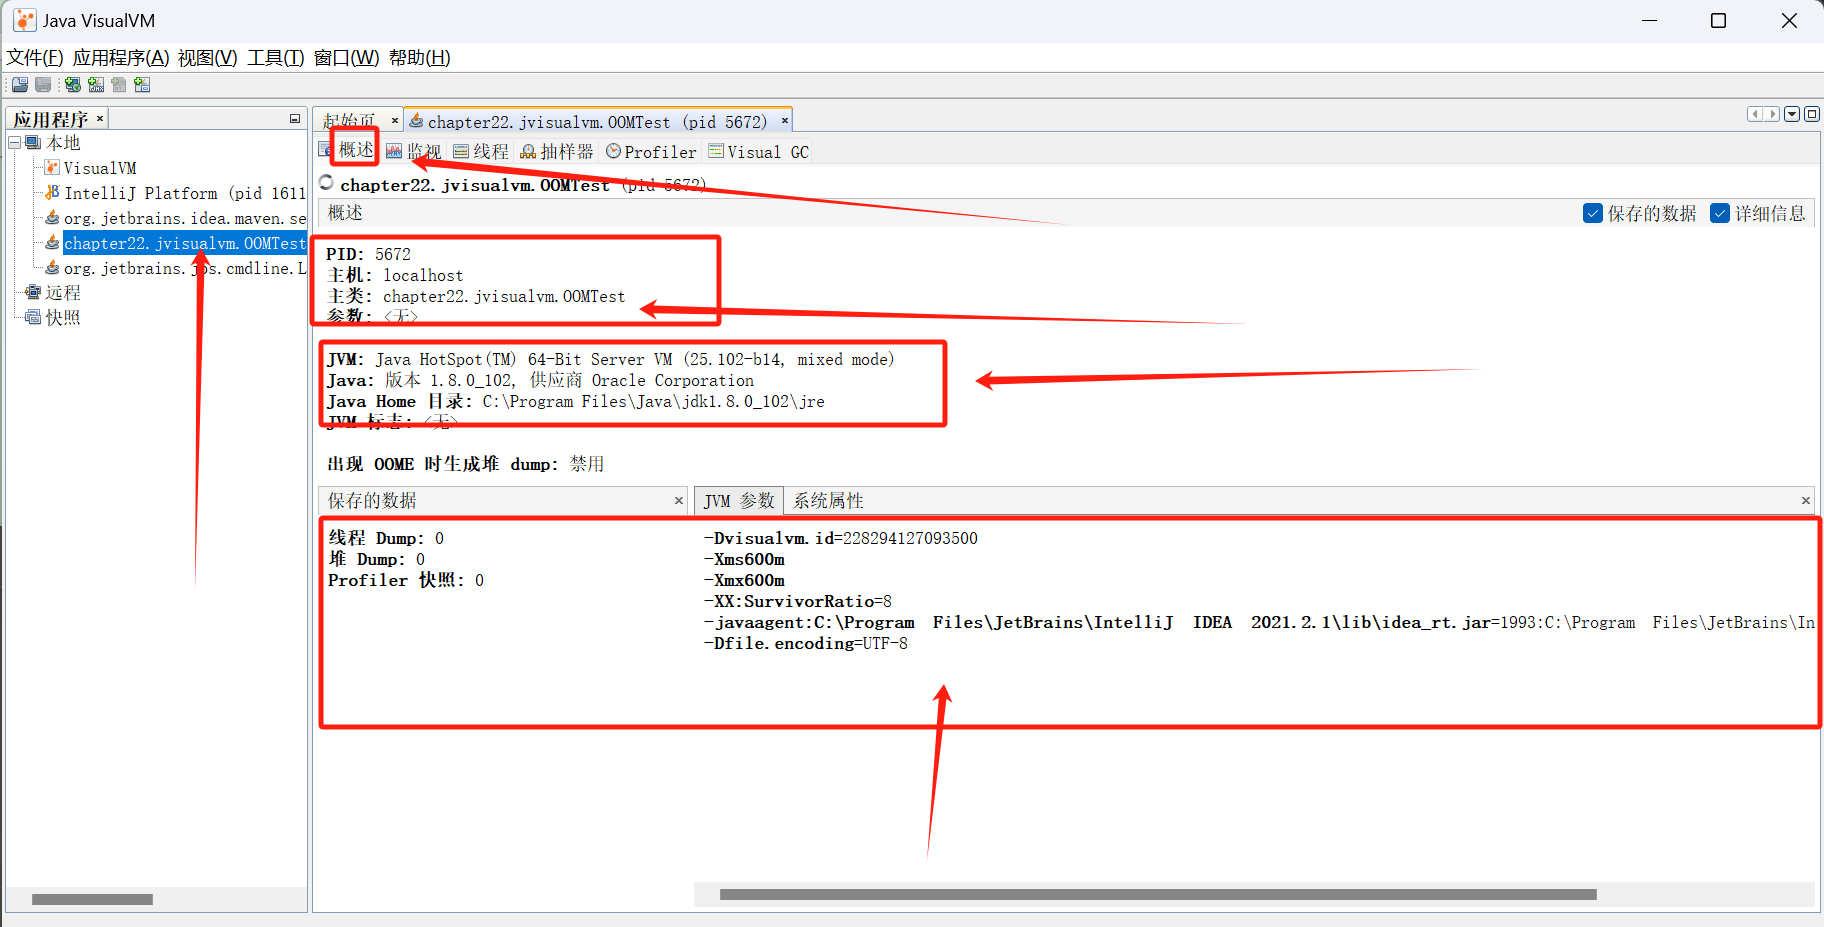 Java VisualVM
文件(F) 应用程序(A) 视图(V) 工具(T) 窗口(W) 帮助(H)
应用程序
本地
VisualVM
IntelliJ Platform (pid 1611
org.jetbrains.idea.maven.se
chapter22.jvisualvm.OOMTest
org.jetbrains.jps.cmdline.L
远程
快照
起始页
chapter22.jvisualvm.OOMTest (pid 5672)
概述 监视 线程 抽样器 Profiler Visual GC
chapter22.jvisualvm.OOMTest (pid 5672)
概述
保存的数据 详细信息
PID: 5672
主机: localhost
主类: chapter22.jvisualvm.OOMTest
参数: <无>
JVM: Java HotSpot(TM) 64-Bit Server VM (25.102-b14, mixed mode)
Java: 版本 1.8.0_102, 供应商 Oracle Corporation
Java Home 目录: C:\Program Files\Java\jdk1.8.0_102\jre
JVM 标志: <无>
出现 OOME 时生成堆 dump: 禁用
保存的数据
线程 Dump: 0
堆 Dump: 0
Profiler 快照: 0
JVM 参数 系统属性
-Dvisualvm.id=228294127093500
-Xms600m
-Xmx600m
-XX:SurvivorRatio=8
-javaagent:C:\Program Files\JetBrains\IntelliJ IDEA 2021.2.1\lib\idea_rt.jar=1993:C:\Program Files\JetBrains\In
-Dfile.encoding=UTF-8